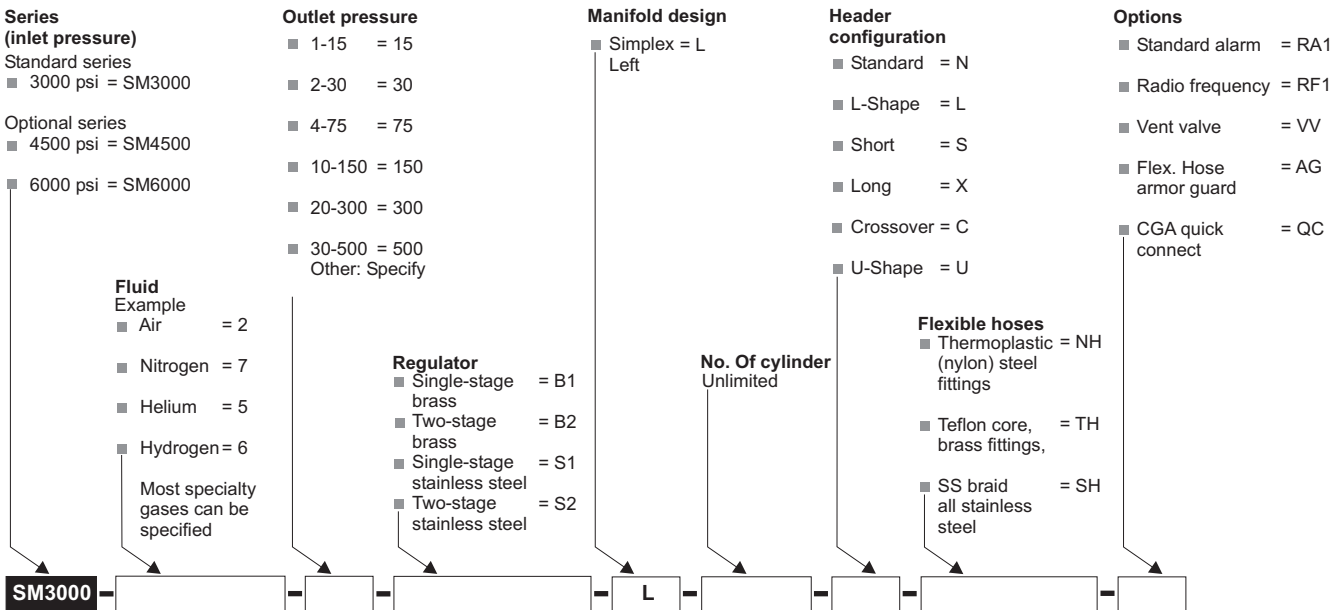 Series
(inlet pressure)
Standard series
3000 psi = SM3000
Optional series
4500 psi = SM4500
6000 psi = SM6000
Fluid
Example
Air = 2
Nitrogen = 7
Helium = 5
Hydrogen = 6
Most specialty
gases can be
specified
Outlet pressure
1-15 = 15
2-30 = 30
4-75 = 75
10-150 = 150
20-300 = 300
30-500 = 500
Other: Specify
Regulator
Single-stage = B1
brass
Two-stage = B2
brass
Single-stage = S1
stainless steel
Two-stage = S2
stainless steel
Manifold design
Simplex = L
Left
No. Of cylinder
Unlimited
Header
configuration
Standard = N
L-Shape = L
Short = S
Long = X
Crossover = C
U-Shape = U
Flexible hoses
Thermoplastic = NH
(nylon) steel
fittings
Teflon core, = TH
brass fittings,
SS braid = SH
all stainless
steel
Options
Standard alarm = RA1
Radio frequency = RF1
Vent valve = VV
Flex. Hose = AG
armor guard
CGA quick = QC
connect
SM3000 - - - - L - - - -